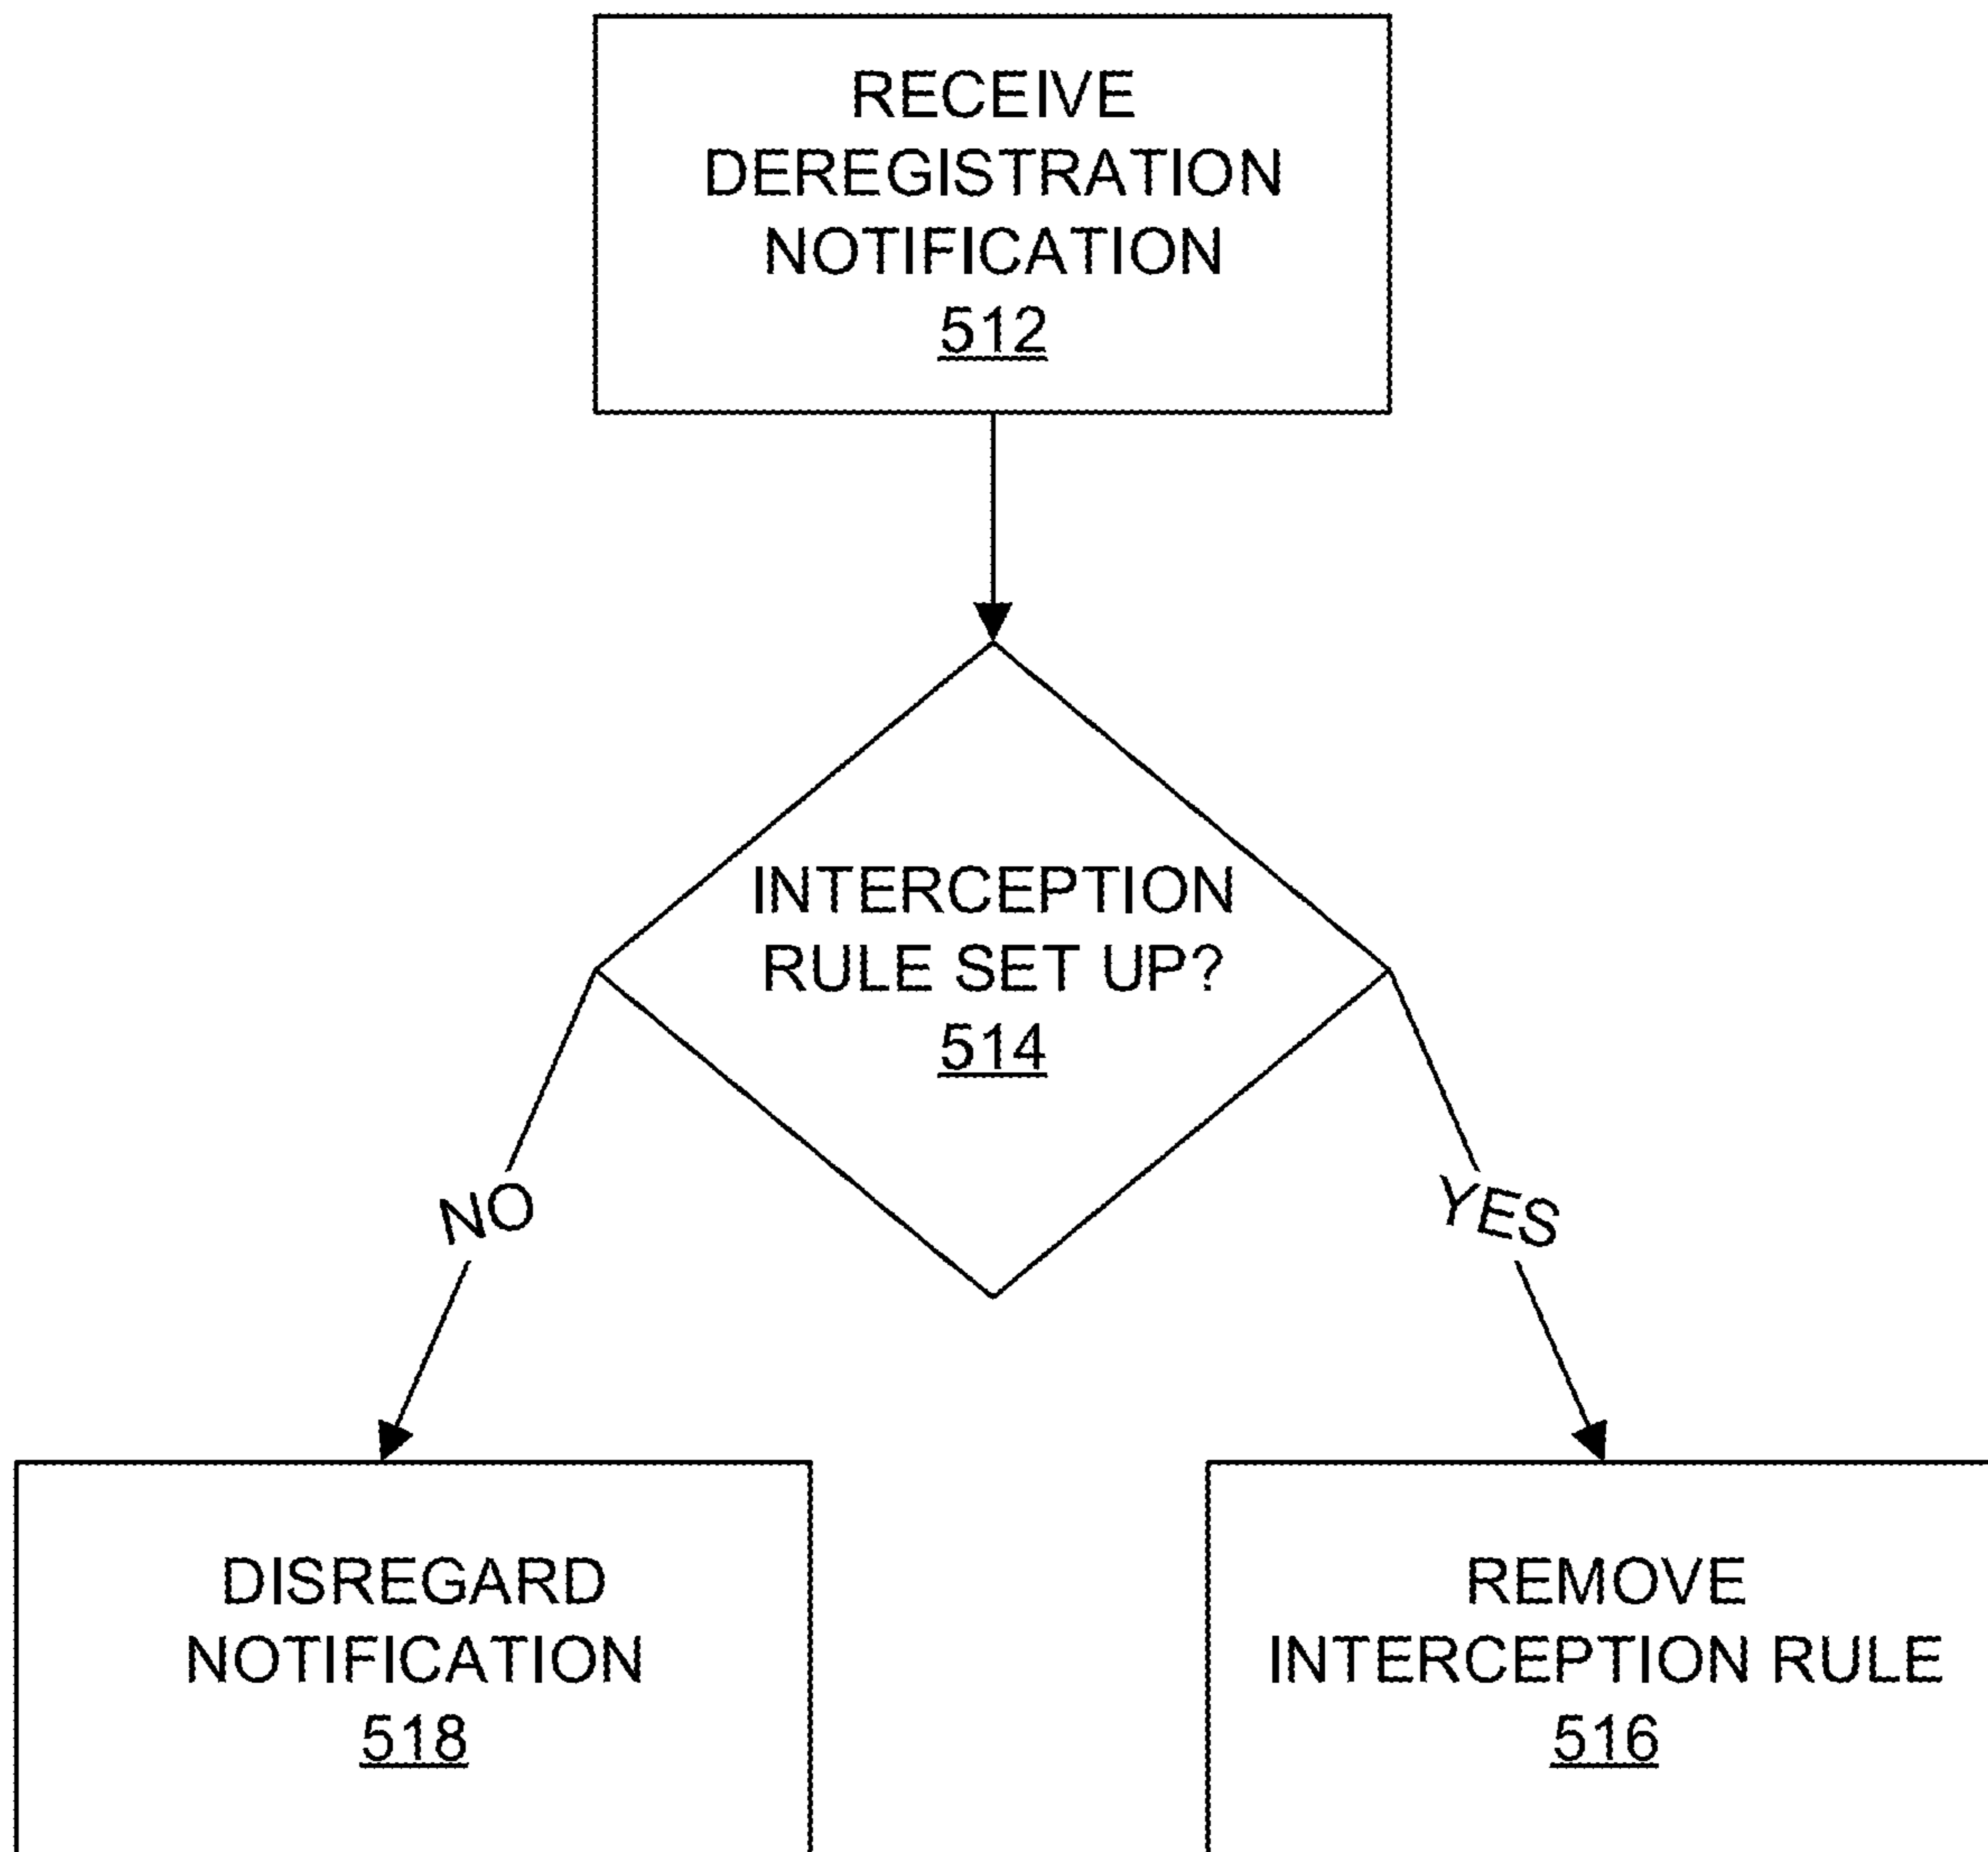 RECEIVE
DEREGISTRATION
NOTIFICATION
512
INTERCEPTION
RULE SET UP?
514
NO
YES
DISREGARD
NOTIFICATION
518
REMOVE
INTERCEPTION RULE
516